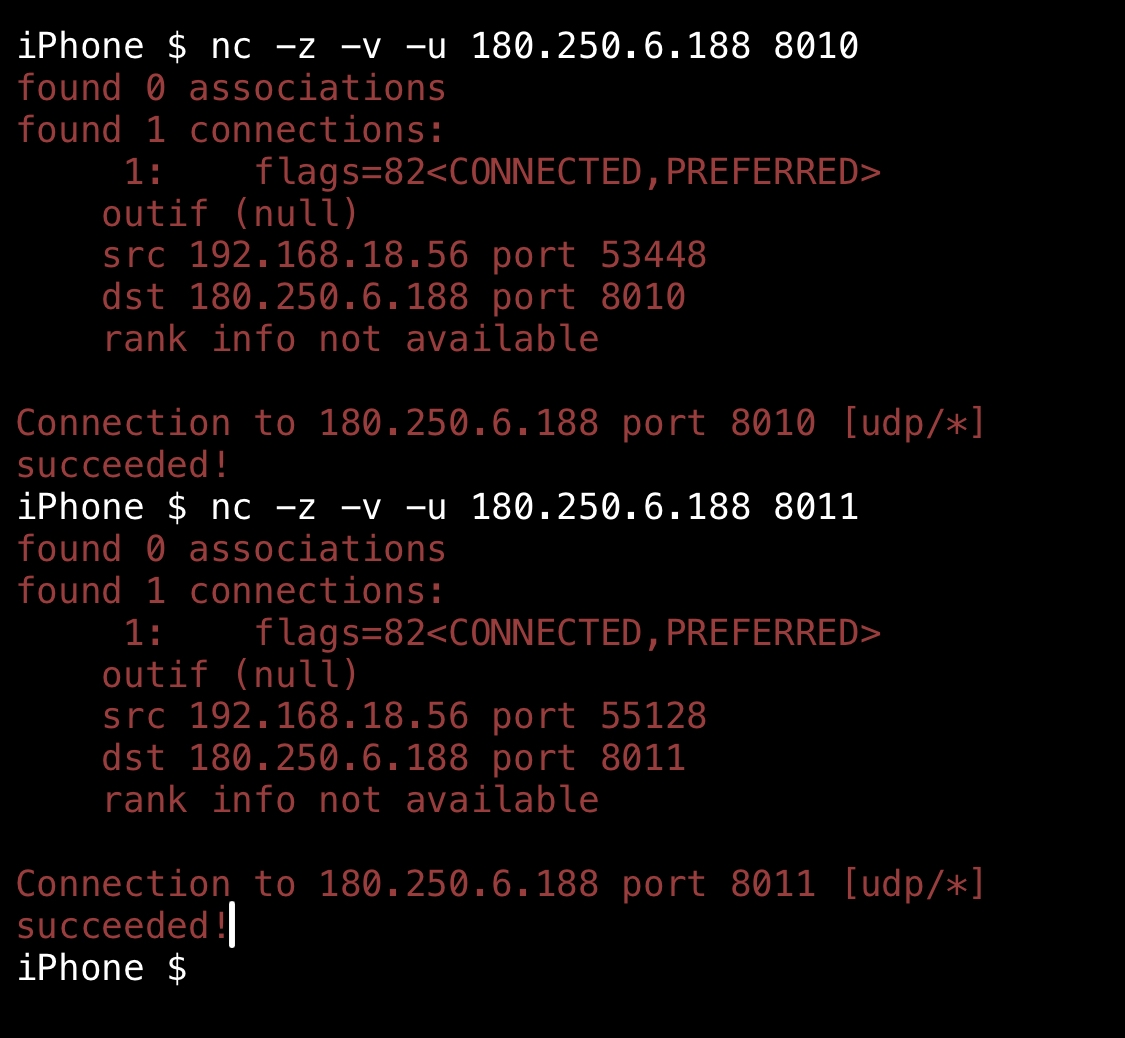 iPhone $ nc -z -v -u 180.250.6.188 8010
found 0 associations
found 1 connections:
     1:    flags=82<CONNECTED,PREFERRED>
    outif (null)
    src 192.168.18.56 port 53448
    dst 180.250.6.188 port 8010
    rank info not available

Connection to 180.250.6.188 port 8010 [udp/*]
succeeded!
iPhone $ nc -z -v -u 180.250.6.188 8011
found 0 associations
found 1 connections:
     1:    flags=82<CONNECTED,PREFERRED>
    outif (null)
    src 192.168.18.56 port 55128
    dst 180.250.6.188 port 8011
    rank info not available

Connection to 180.250.6.188 port 8011 [udp/*]
succeeded!
iPhone $